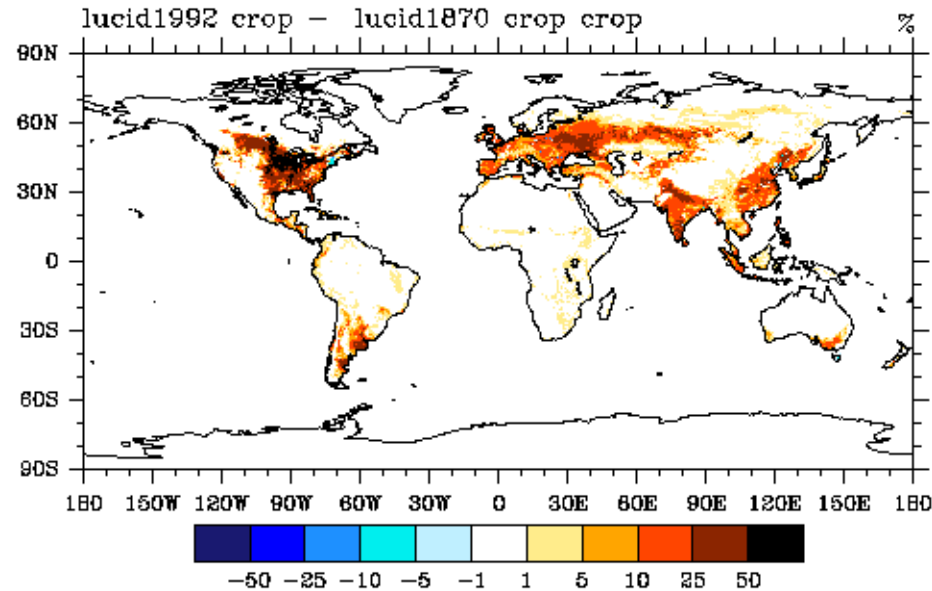 lucid1992 crop – lucid1870 crop crop %
90N
60N
30N
0
30S
60S
90S
180 150W 120W 90W 60W 30W 0 30E 60E 90E 120E 150E 180
−50 −25 −10 −5 −1 1 5 10 25 50